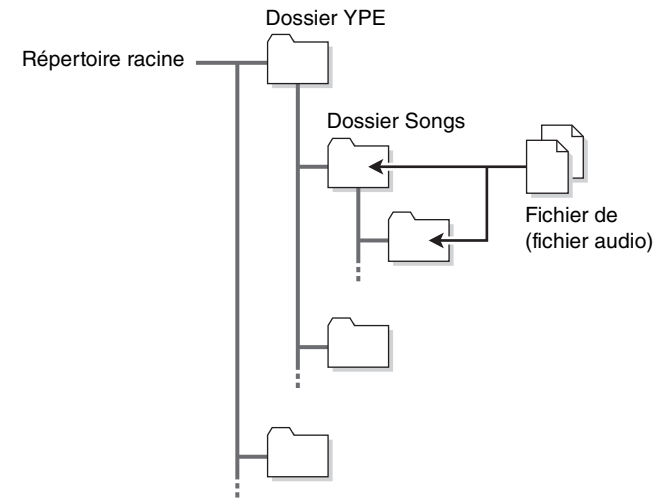 Dossier YPE
Répertoire racine
Dossier Songs
Fichier de
(fichier audio)